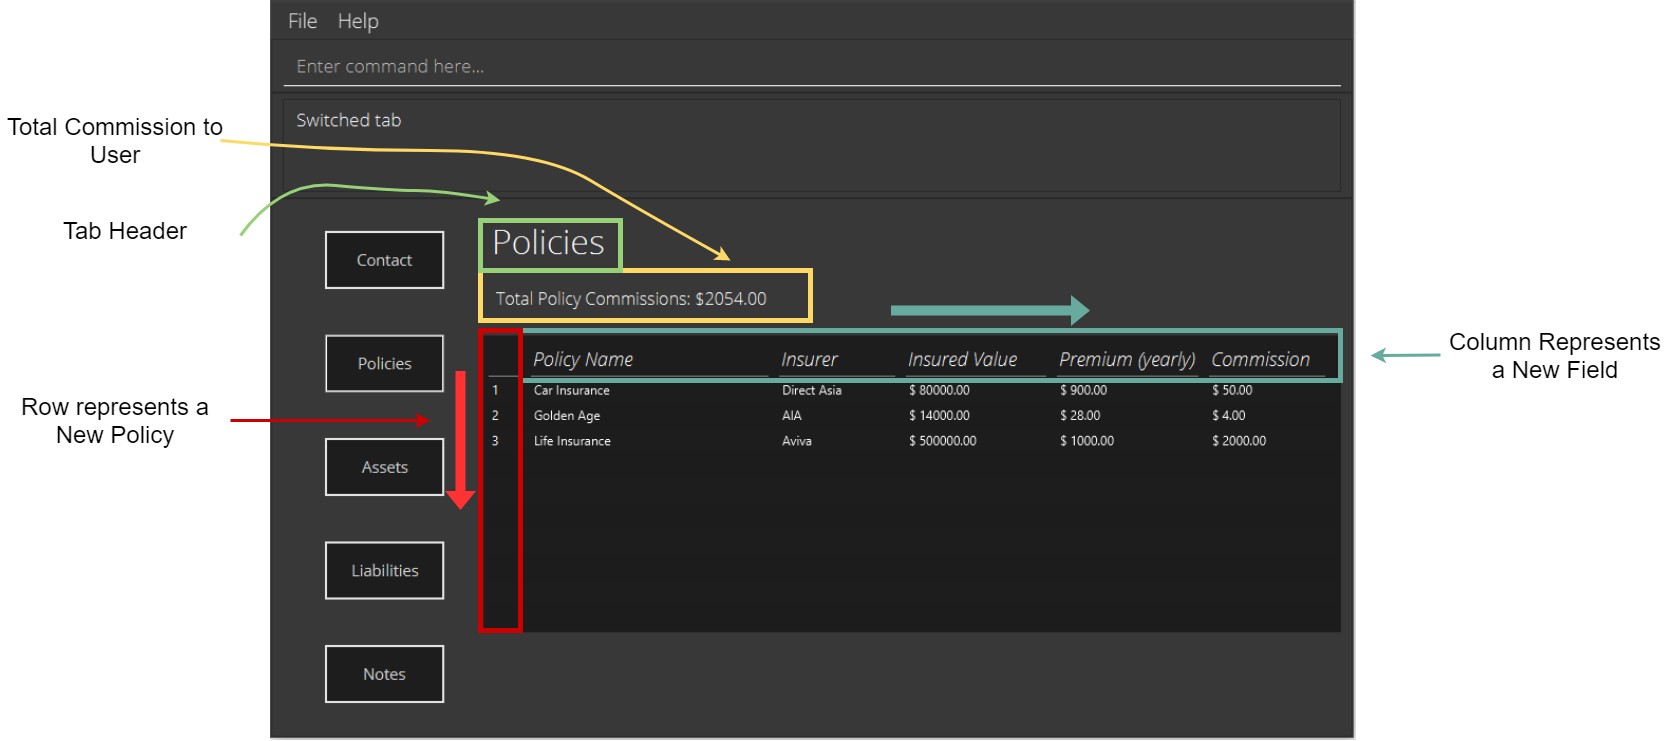 File Help
Enter command here...
Switched tab
Total Commission to
User
Tab Header
Row represents a
New Policy
Contact
Policies
Assets
Liabilities
Notes
Policies
Total Policy Commissions: $2054.00
Policy Name Insurer Insured Value Premium (yearly) Commission
1 Car Insurance Direct Asia $ 80000.00 $ 900.00 $ 50.00
2 Golden Age AIA $ 14000.00 $ 28.00 $ 4.00
3 Life Insurance Aviva $ 500000.00 $ 1000.00 $ 2000.00
Column Represents
a New Field